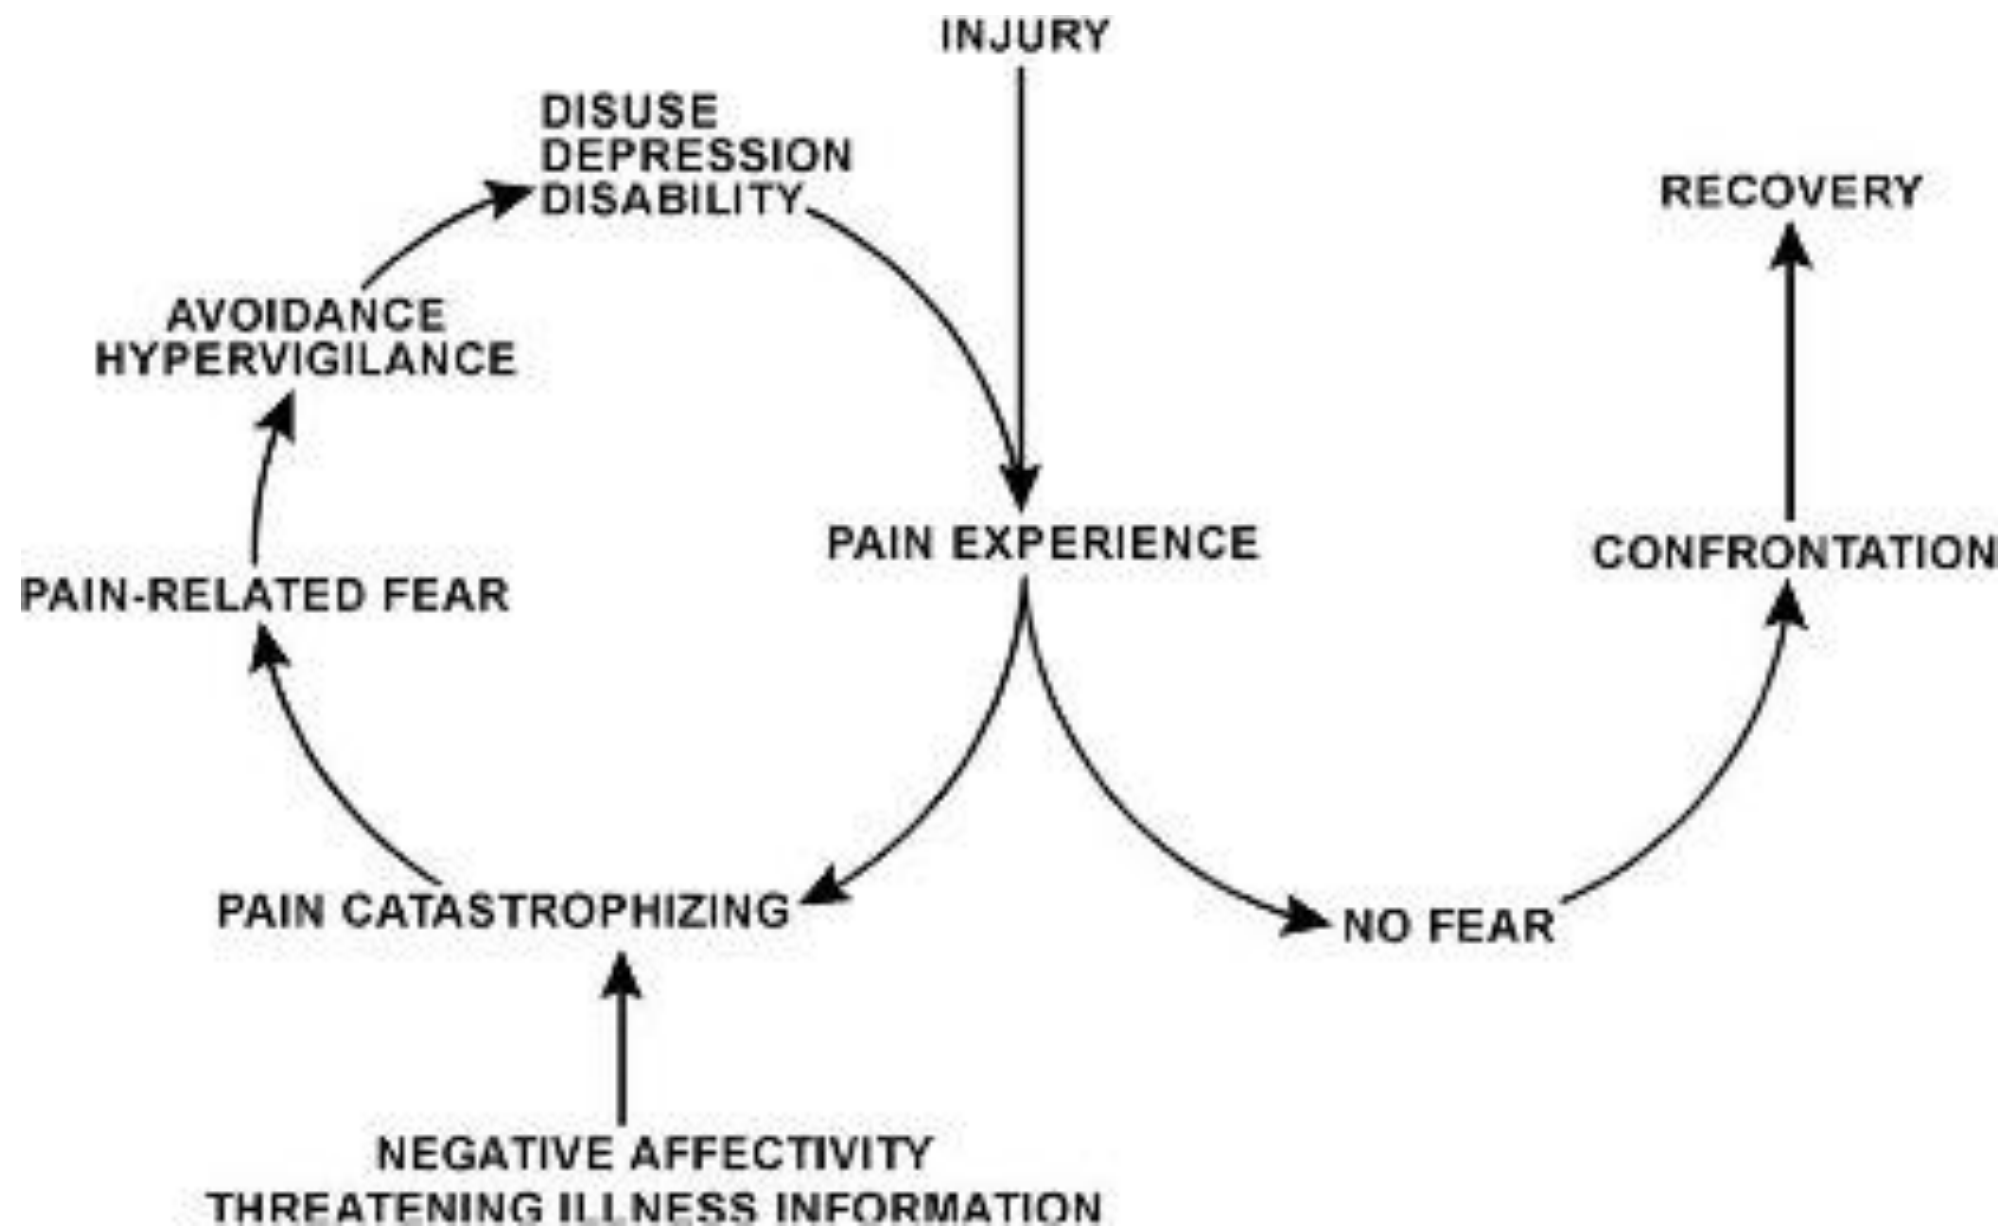 INJURY
DISUSE
DEPRESSION
DISABILITY
RECOVERY
AVOIDANCE
HYPERVIGILANCE
PAIN EXPERIENCE
CONFRONTATION
PAIN-RELATED FEAR
PAIN CATASTROPHIZING
NO FEAR
NEGATIVE AFFECTIVITY
THREATENING ILLNESS INFORMATION